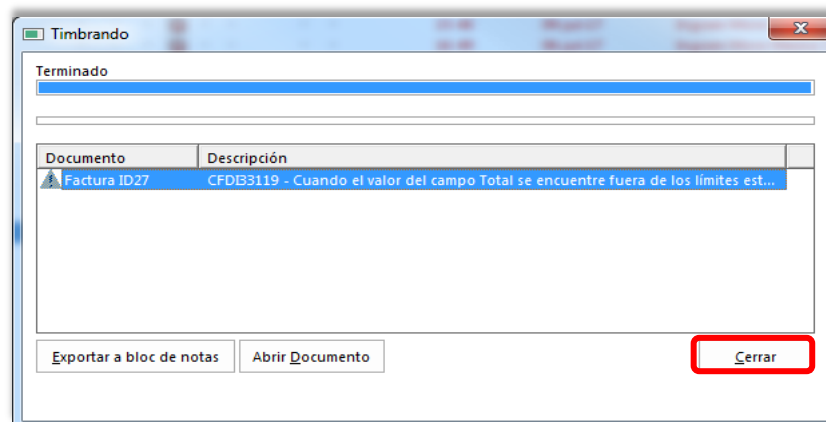 Timbrando
Terminado
Documento Descripción
Factura ID27 CFDI33119 - Cuando el valor del campo Total se encuentre fuera de los límites est...
Exportar a bloc de notas Abrir Documento Cerrar